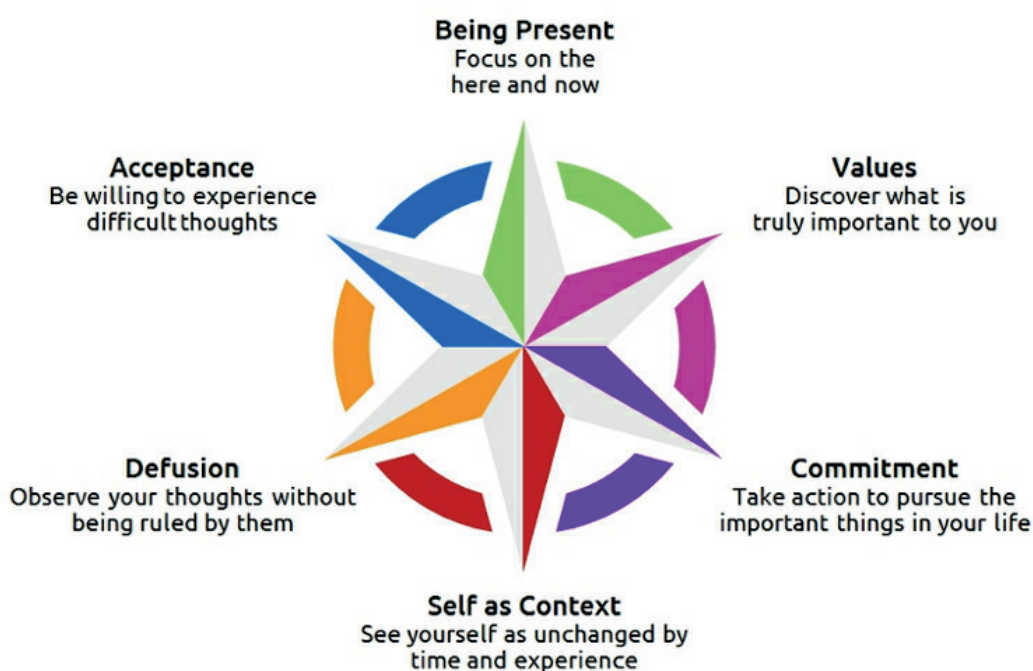 Being Present
Focus on the
here and now
Acceptance
Be willing to experience
difficult thoughts
Values
Discover what is
truly important to you
Defusion
Observe your thoughts without
being ruled by them
Commitment
Take action to pursue the
important things in your life
Self as Context
See yourself as unchanged by
time and experience